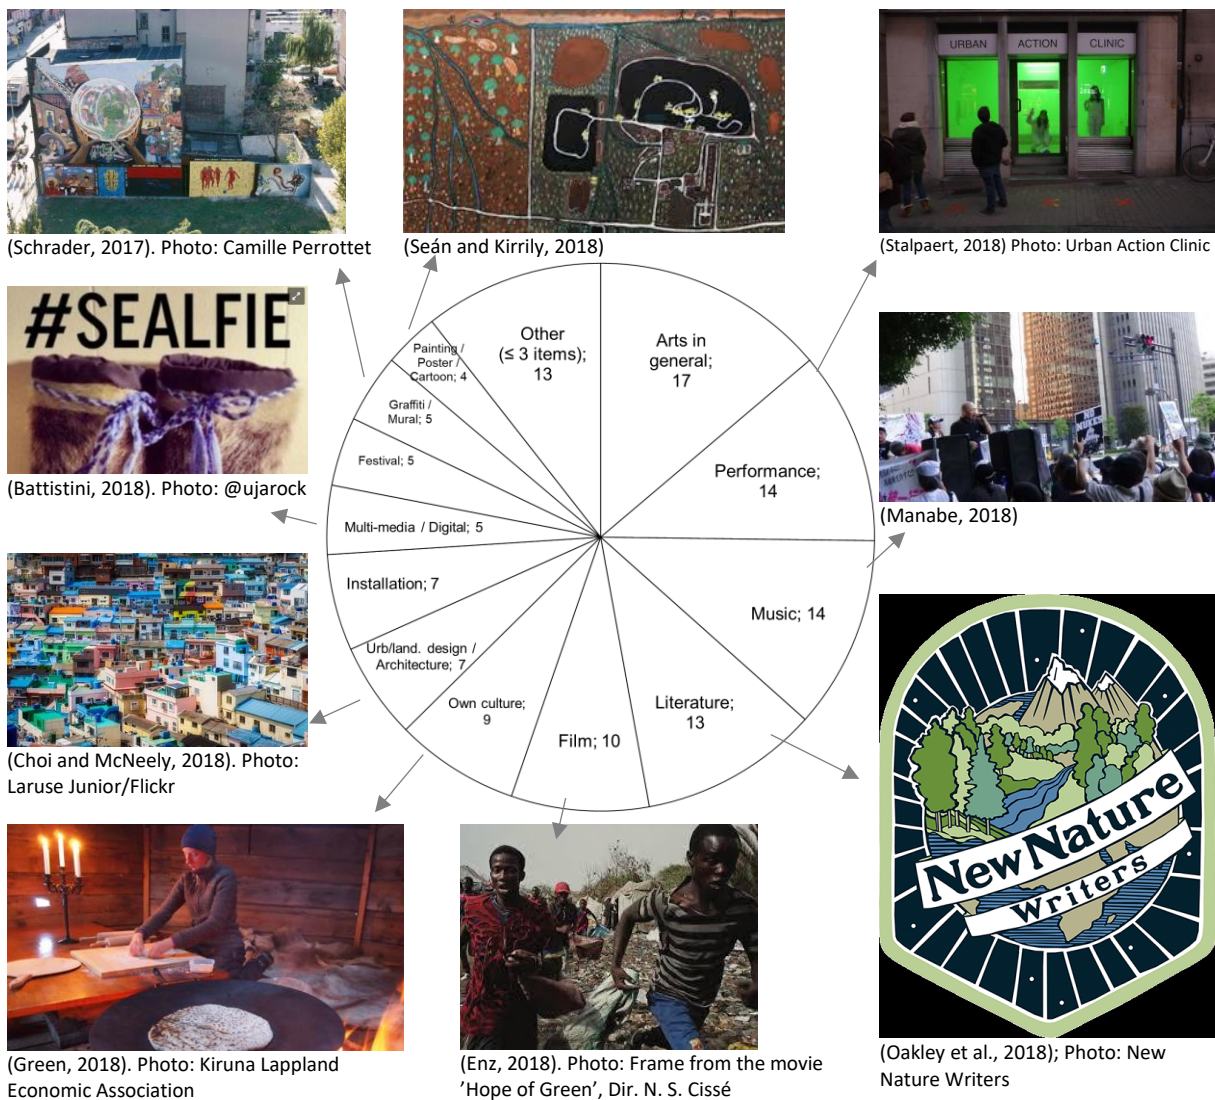 URBAN ACTION CLINIC
(Schrader, 2017). Photo: Camille Perrottet
(Seán and Kirrily, 2018)
(Stalpaert, 2018) Photo: Urban Action Clinic
#SEALFIE
(Battistini, 2018). Photo: @ujarock
NO
NUKES
(Manabe, 2018)
Other
(≤ 3 items);
13
Arts in
general;
17
Painting /
Poster /
Cartoon; 4
Graffiti /
Mural; 5
Festival; 5
Performance;
14
Multi-media / Digital; 5
Installation; 7
Music; 14
Urb/land. design /
Architecture; 7
Own culture;
9
Literature;
13
Film; 10
(Choi and McNeely, 2018). Photo:
Laruse Junior/Flickr
New Nature
Writers
(Green, 2018). Photo: Kiruna Lappland
Economic Association
(Enz, 2018). Photo: Frame from the movie
’Hope of Green’, Dir. N. S. Cissé
(Oakley et al., 2018); Photo: New
Nature Writers